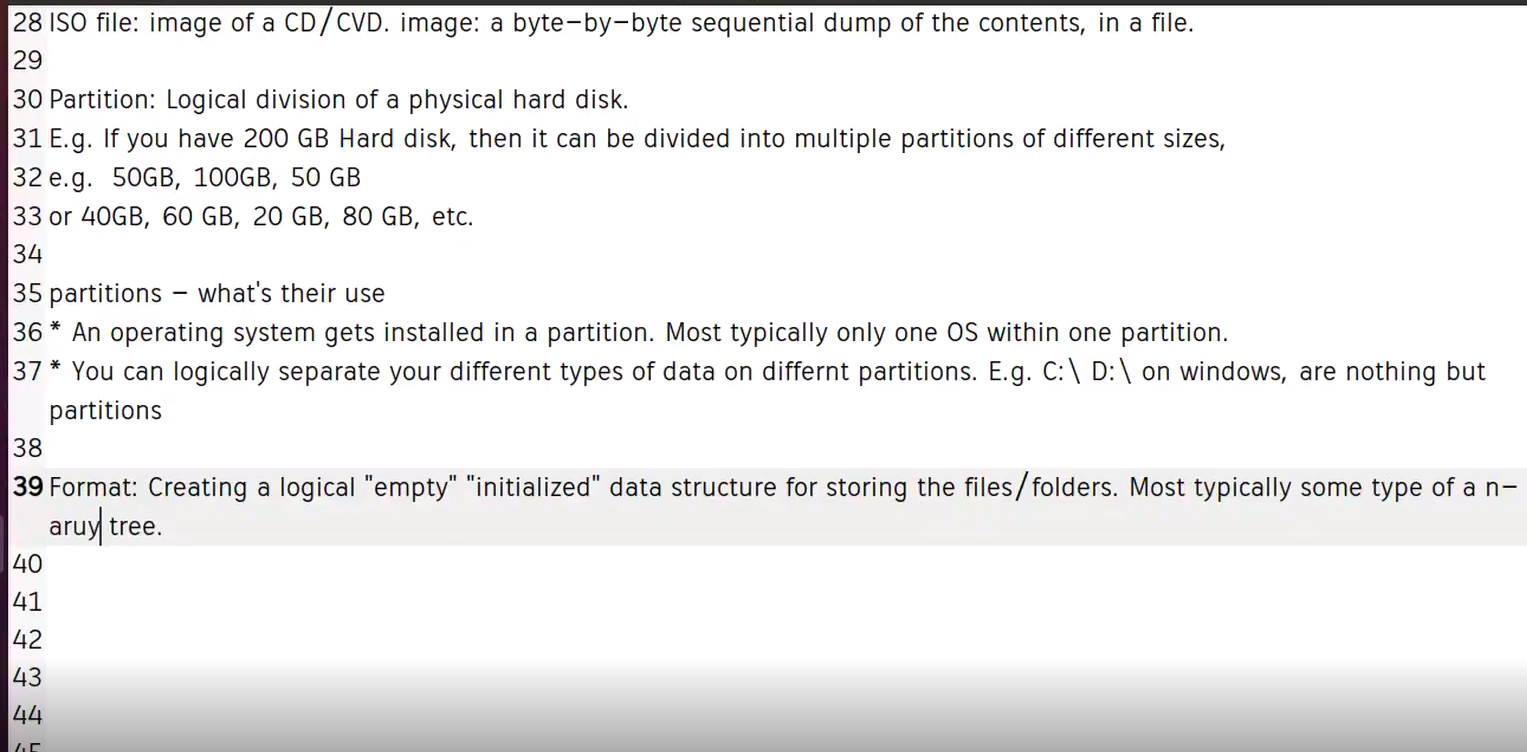 28 ISO file: image of a CD/CVD. image: a byte-by-byte sequential dump of the contents, in a file.
29
30 Partition: Logical division of a physical hard disk.
31 E.g. If you have 200 GB Hard disk, then it can be divided into multiple partitions of different sizes,
32 e.g.  50GB, 100GB, 50 GB
33 or 40GB, 60 GB, 20 GB, 80 GB, etc.
34
35 partitions - what's their use
36 * An operating system gets installed in a partition. Most typically only one OS within one partition.
37 * You can logically separate your different types of data on differnt partitions. E.g. C:\ D:\ on windows, are nothing but
partitions
38
39 Format: Creating a logical "empty" "initialized" data structure for storing the files/folders. Most typically some type of a n-
aruy tree.
40
41
42
43
44
45